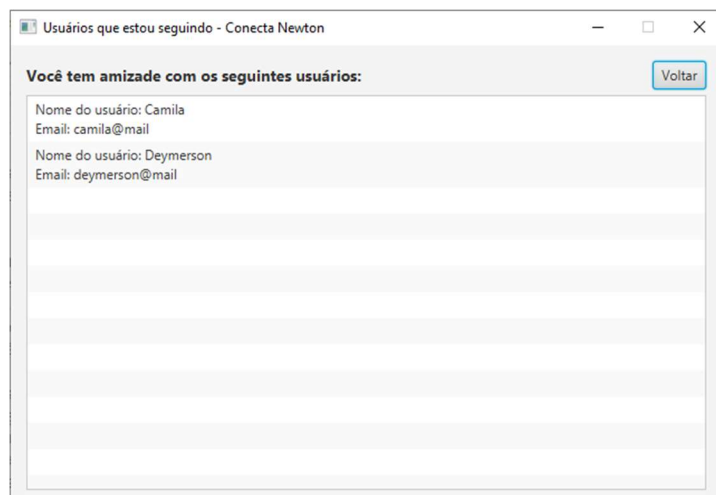 Usuários que estou seguindo - Conecta Newton
Você tem amizade com os seguintes usuários:
Voltar
Nome do usuário: Camila
Email: camila@mail
Nome do usuário: Deymerson
Email: deymerson@mail